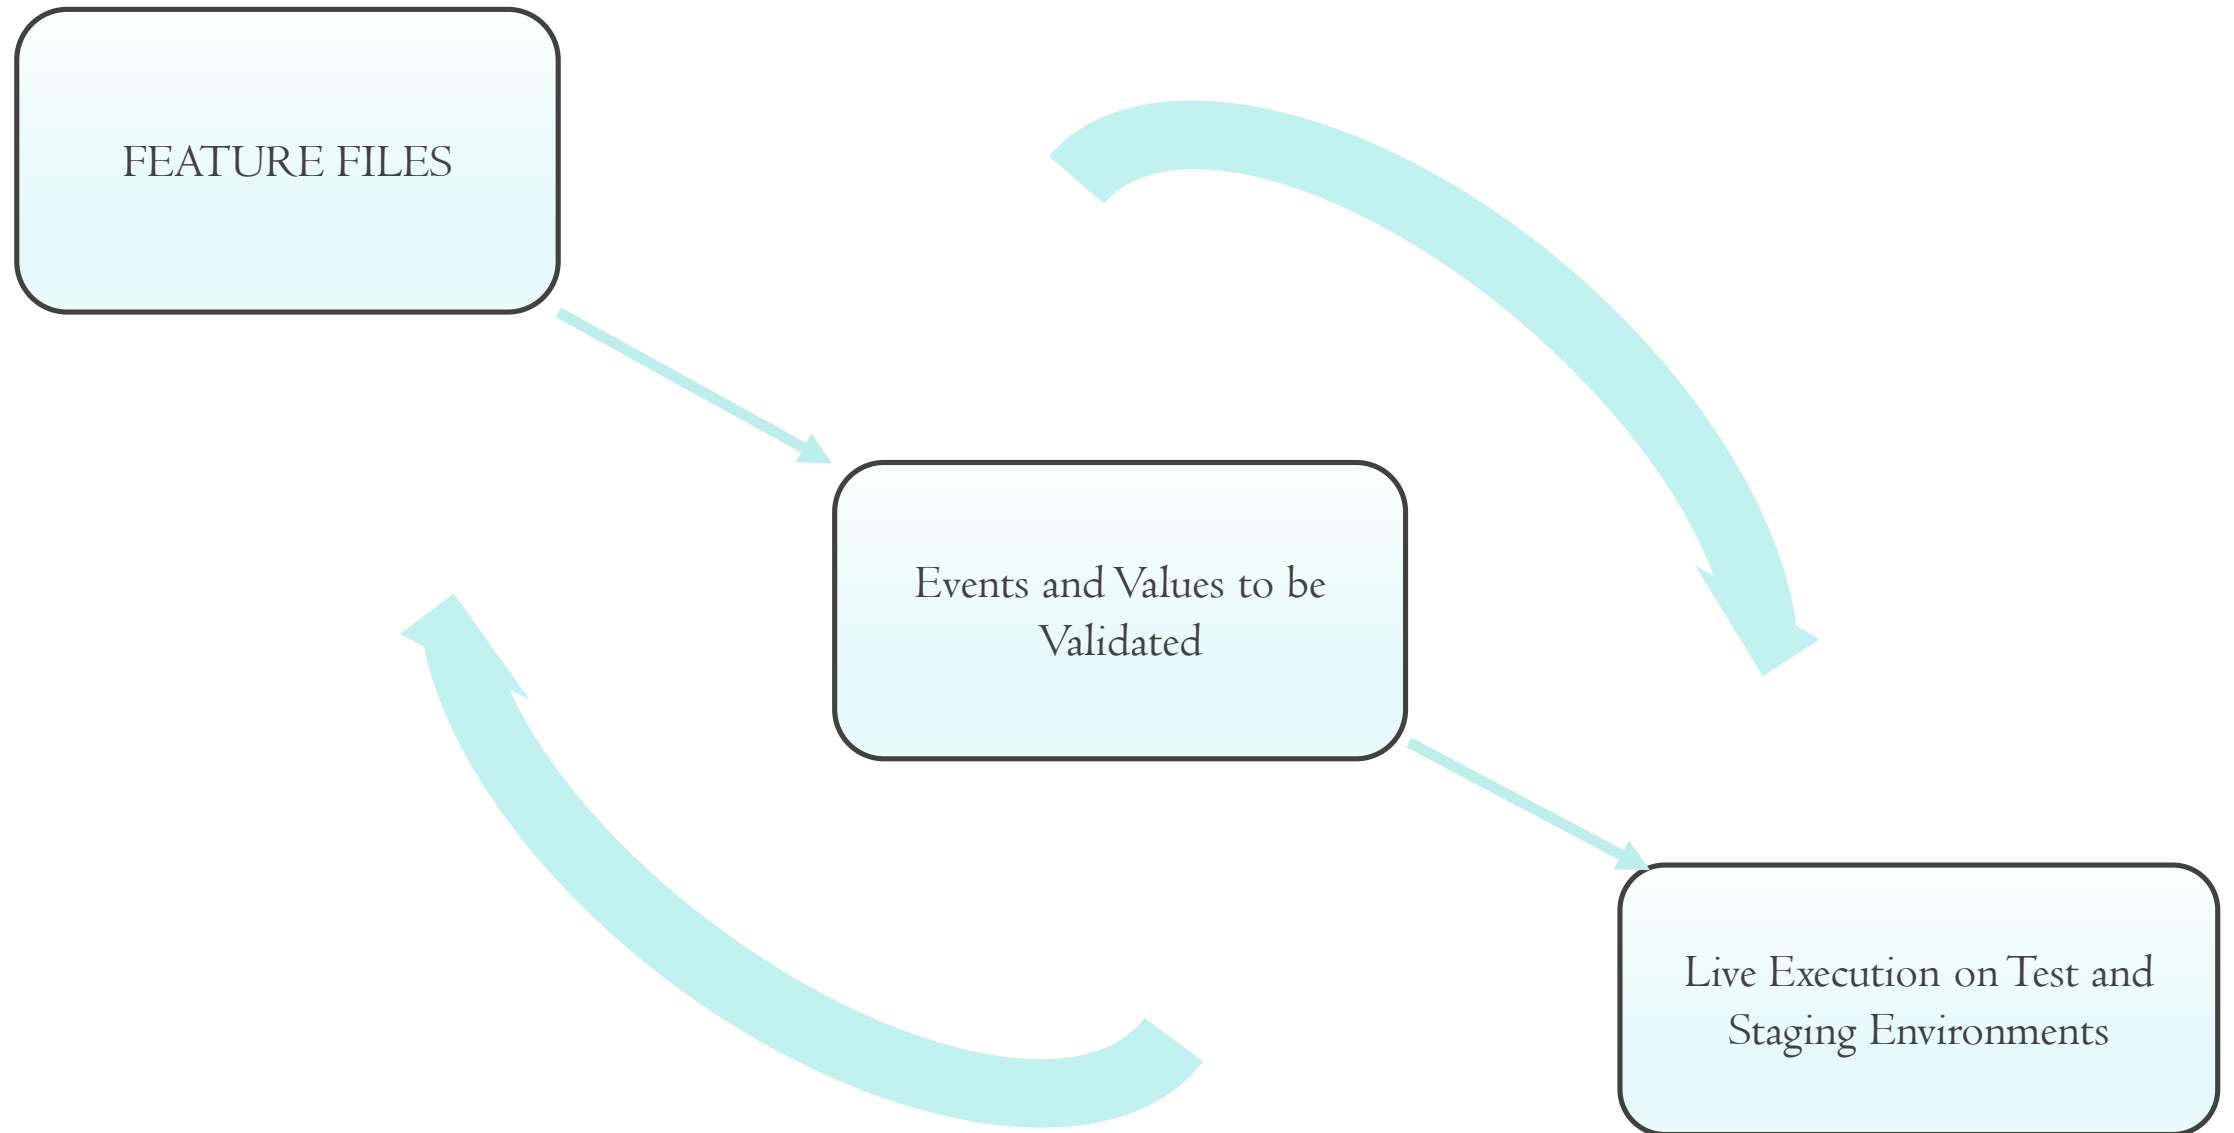 FEATURE FILES
Events and Values to be
Validated
Live Execution on Test and
Staging Environments